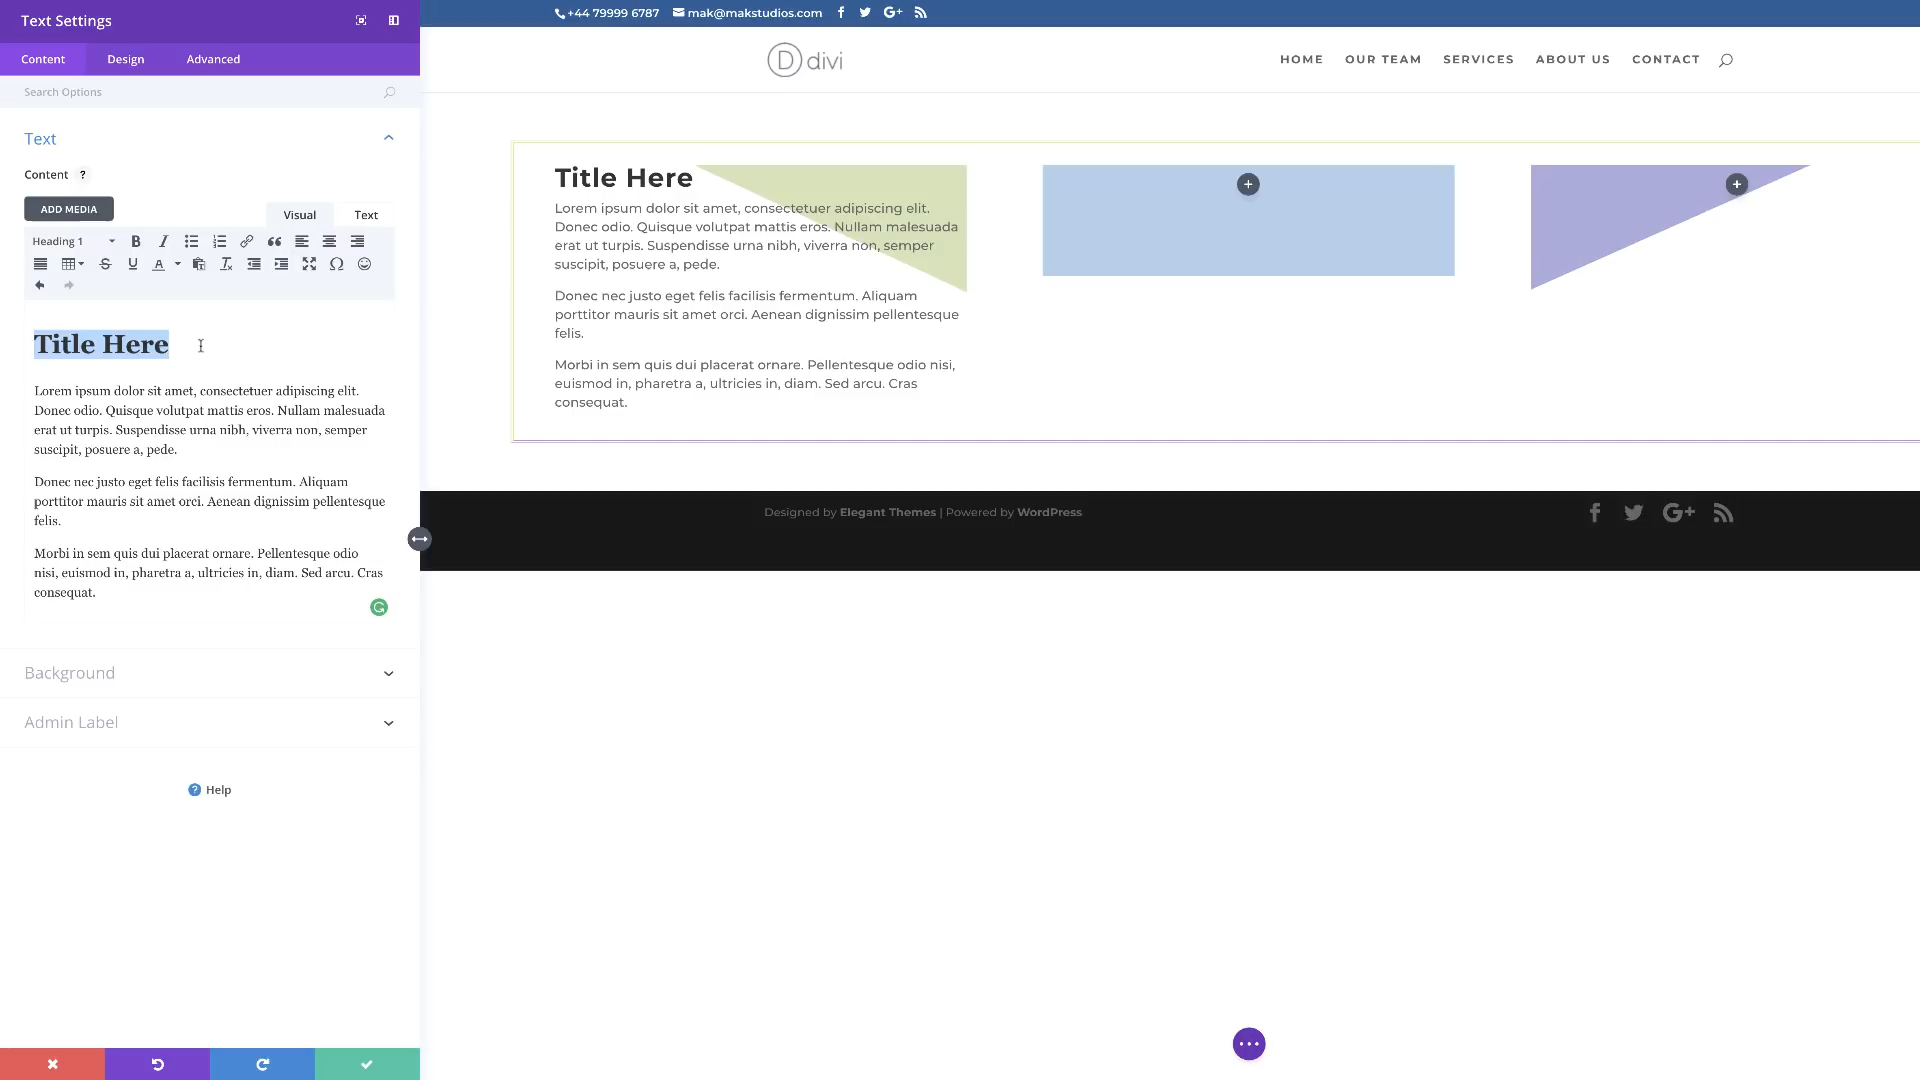 Text Settings
Content Design Advanced
Search Options
Text
Content ?
ADD MEDIA
Visual Text
Heading 1
Title Here
Lorem ipsum dolor sit amet, consectetuer adipiscing elit.
Donec odio. Quisque volutpat mattis eros. Nullam malesuada
erat ut turpis. Suspendisse urna nibh, viverra non, semper
suscipit, posuere a, pede.
Donec nec justo eget felis facilisis fermentum. Aliquam
porttitor mauris sit amet orci. Aenean dignissim pellentesque
felis.
Morbi in sem quis dui placerat ornare. Pellentesque odio
nisi, euismod in, pharetra a, ultricies in, diam. Sed arcu. Cras
consequat.
Background
Admin Label
Help
+44 79999 6787 mak@makstudios.com
divi
HOME OUR TEAM SERVICES ABOUT US CONTACT
Title Here
Lorem ipsum dolor sit amet, consectetuer adipiscing elit.
Donec odio. Quisque volutpat mattis eros. Nullam malesuada
erat ut turpis. Suspendisse urna nibh, viverra non, semper
suscipit, posuere a, pede.
Donec nec justo eget felis facilisis fermentum. Aliquam
porttitor mauris sit amet orci. Aenean dignissim pellentesque
felis.
Morbi in sem quis dui placerat ornare. Pellentesque odio nisi,
euismod in, pharetra a, ultricies in, diam. Sed arcu. Cras
consequat.
Designed by Elegant Themes | Powered by WordPress